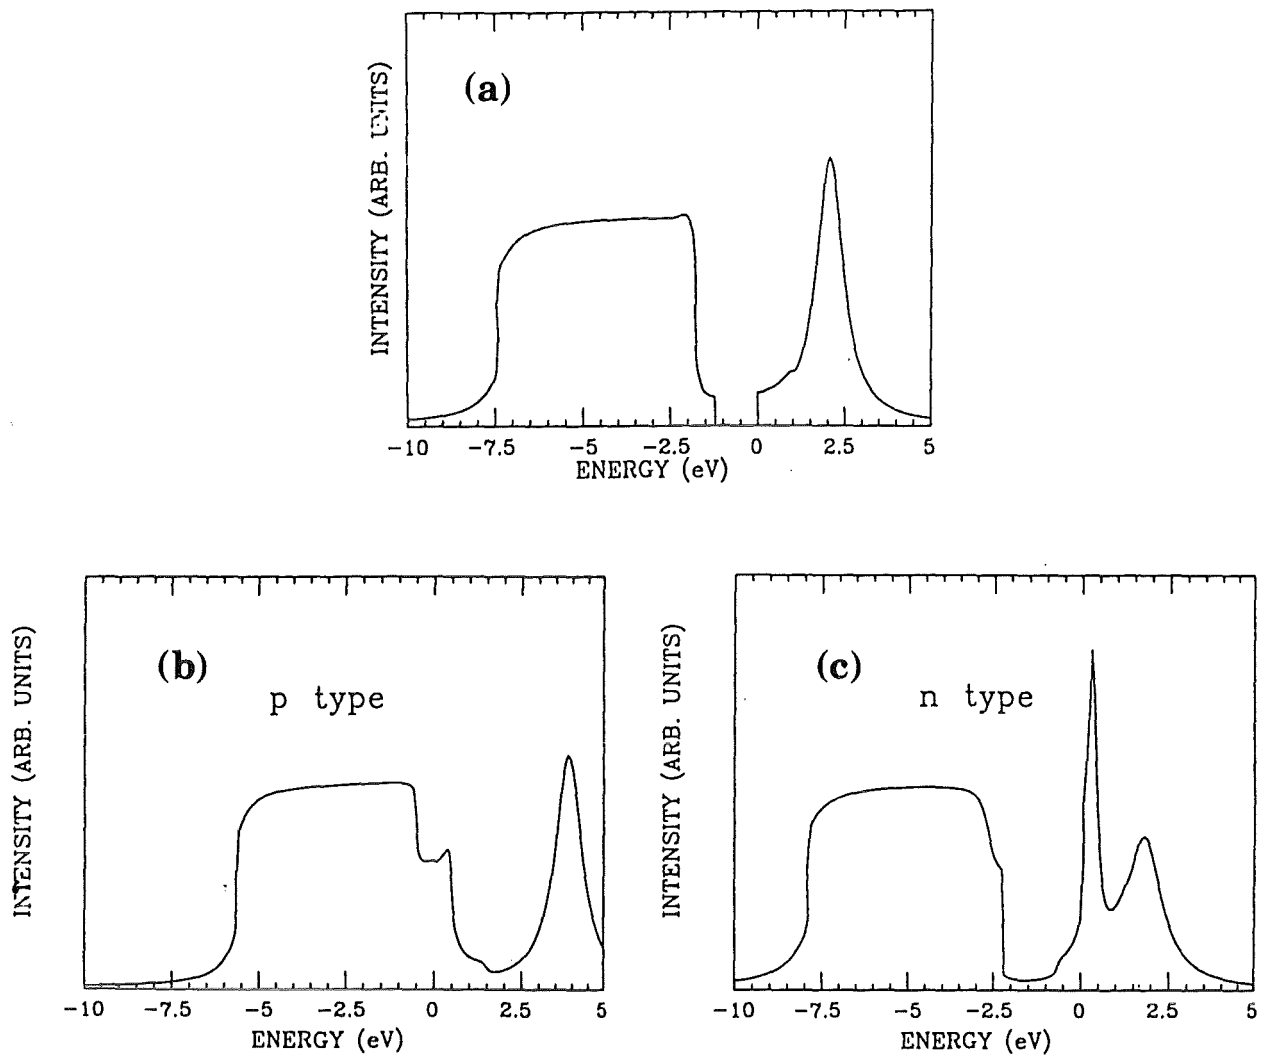 (a)
INTENSITY (ARB. UNITS)
-10 -7.5 -5 -2.5 0 2.5 5
ENERGY (eV)
(b)
p type
INTENSITY (ARB. UNITS)
-10 -7.5 -5 -2.5 0 2.5 5
ENERGY (eV)
(c)
n type
INTENSITY (ARB. UNITS)
-10 -7.5 -5 -2.5 0 2.5 5
ENERGY (eV)